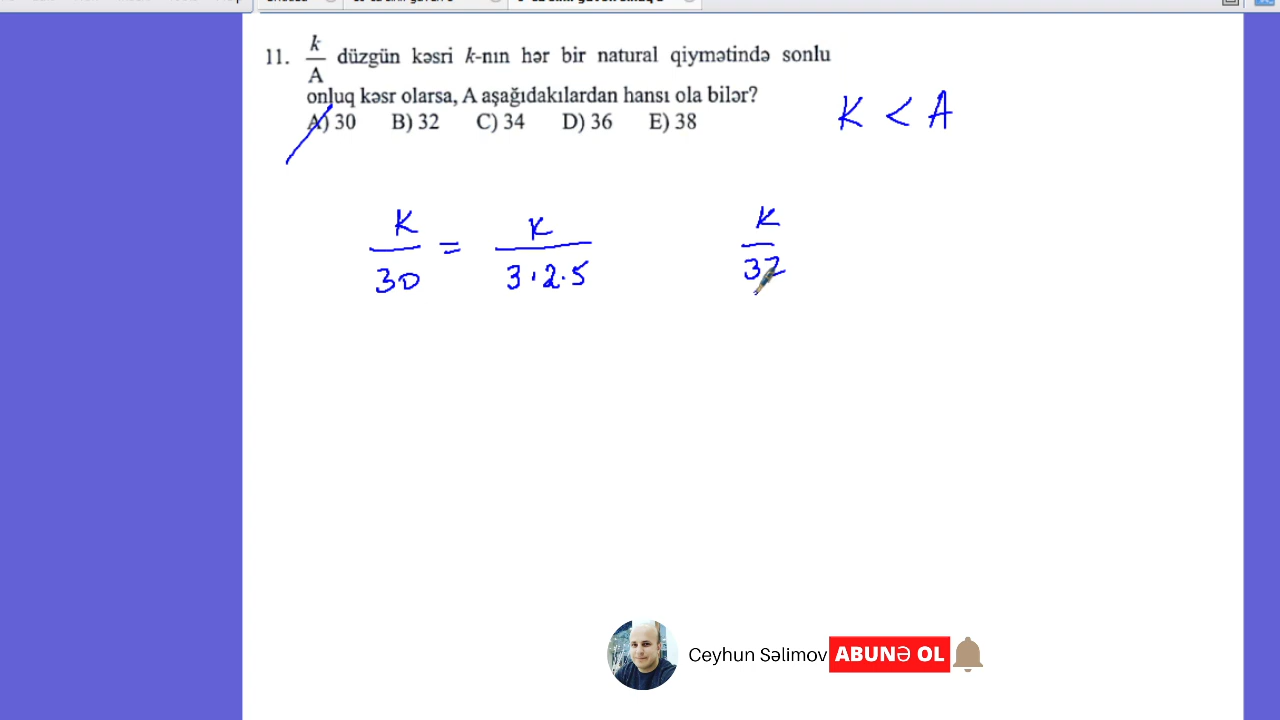 11. k/A düzgün kəsri k-nın hər bir natural qiymətində sonlu
onluq kəsr olarsa, A aşağıdakılardan hansı ola bilər?
A) 30 B) 32 C) 34 D) 36 E) 38
K < A
K/30 = K/3·2·5
K/32
Ceyhun Səlimov ABUNƏ OL